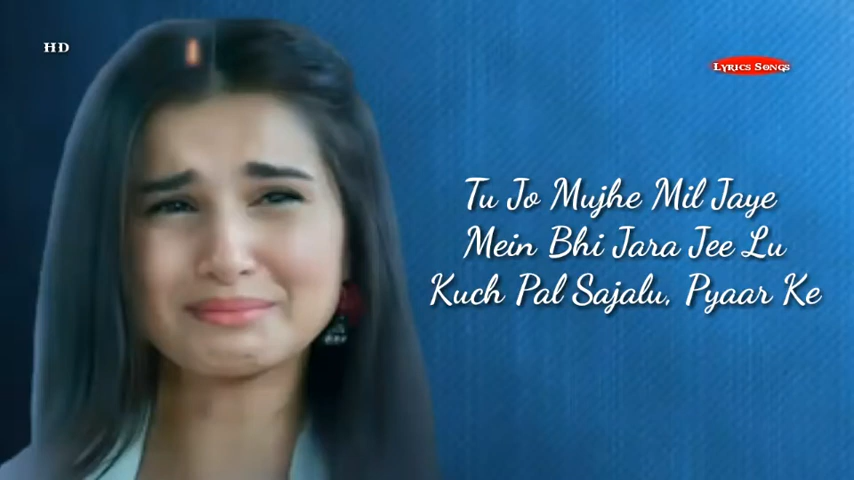 HD
Lyrics Songs
Tu Jo Mujhe Mil Jaye
Mein Bhi Jara Jee Lu
Kuch Pal Sajalu, Pyaar Ke